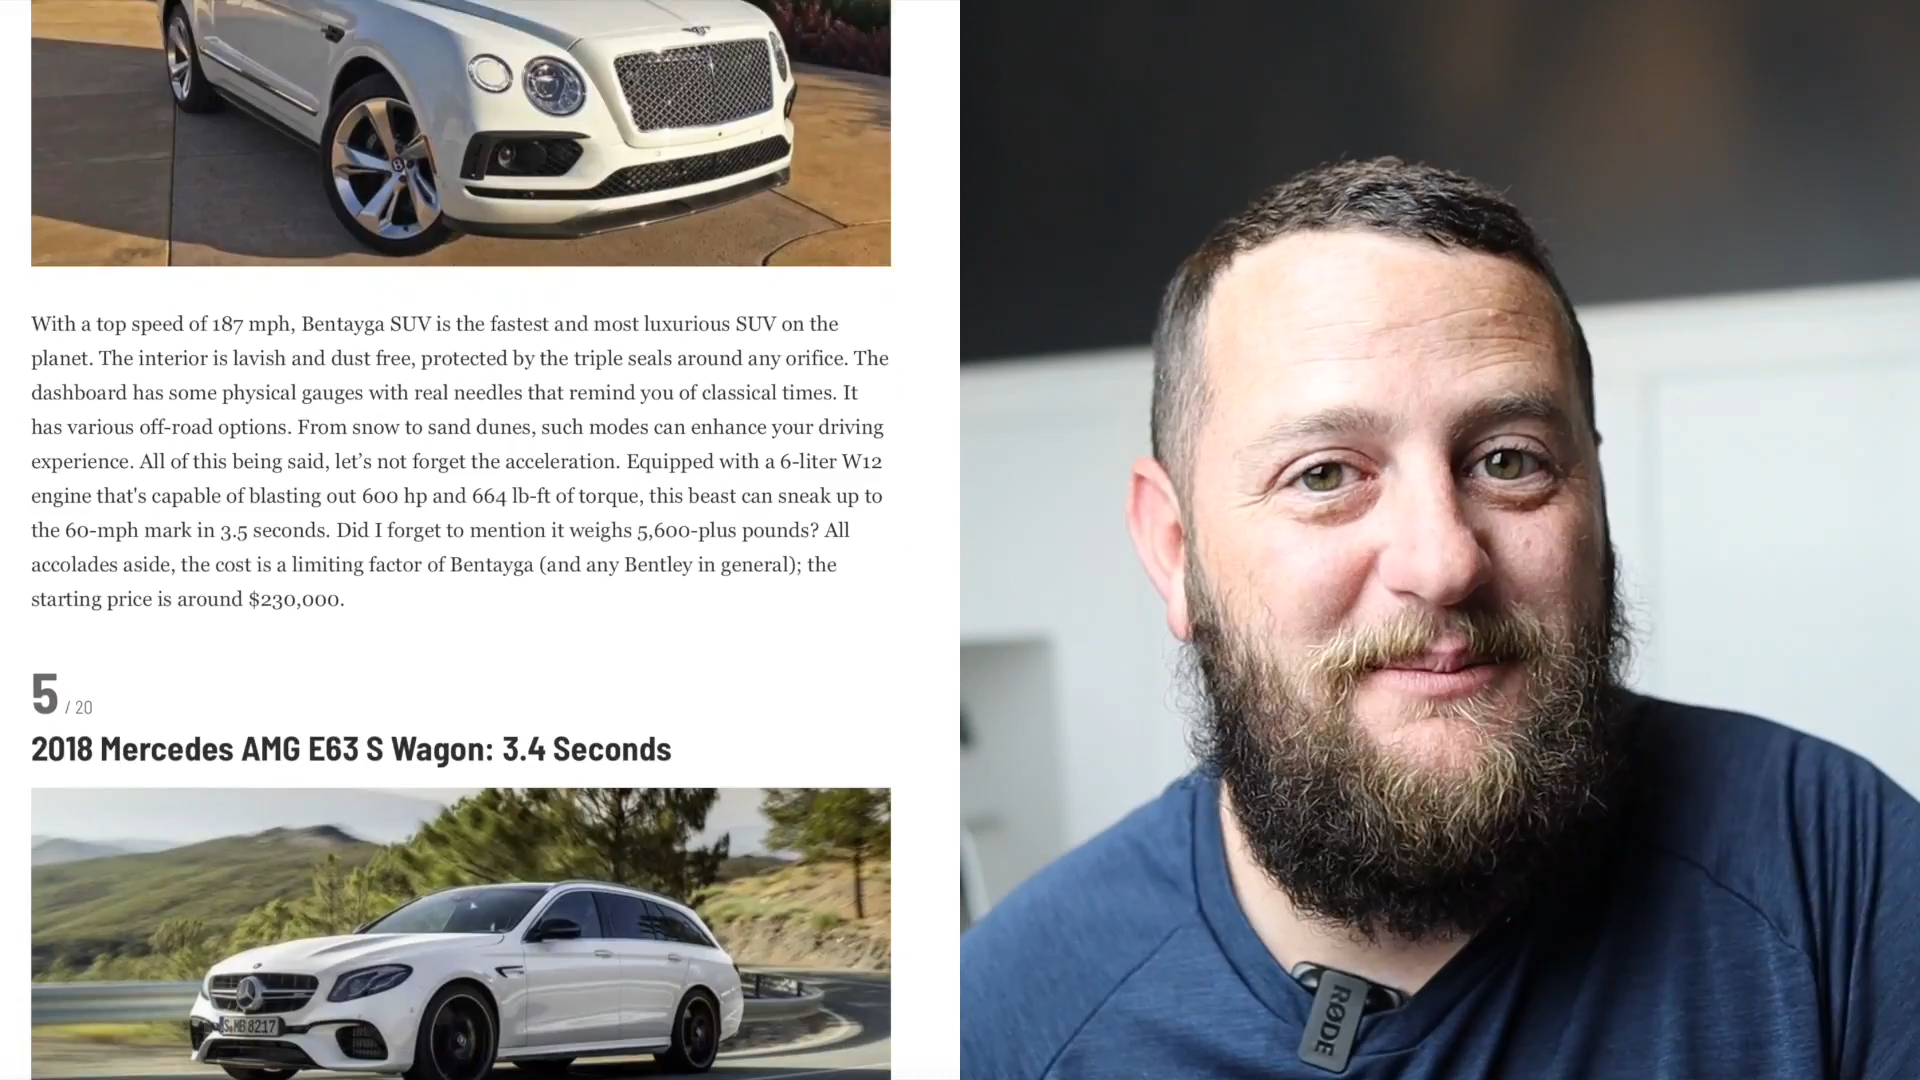 With a top speed of 187 mph, Bentayga SUV is the fastest and most luxurious SUV on the
planet. The interior is lavish and dust free, protected by the triple seals around any orifice. The
dashboard has some physical gauges with real needles that remind you of classical times. It
has various off-road options. From snow to sand dunes, such modes can enhance your driving
experience. All of this being said, let’s not forget the acceleration. Equipped with a 6-liter W12
engine that's capable of blasting out 600 hp and 664 lb-ft of torque, this beast can sneak up to
the 60-mph mark in 3.5 seconds. Did I forget to mention it weighs 5,600-plus pounds? All
accolades aside, the cost is a limiting factor of Bentayga (and any Bentley in general); the
starting price is around $230,000.
5 / 20
2018 Mercedes AMG E63 S Wagon: 3.4 Seconds
S MB 8217
RØDE